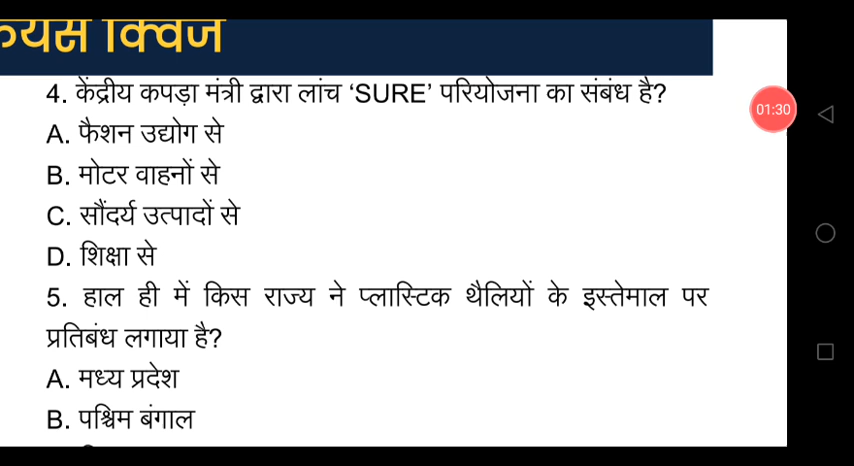 क्विज
4. केंद्रीय कपड़ा मंत्री द्वारा लांच ‘SURE’ परियोजना का संबंध है?
01:30
A. फैशन उद्योग से
B. मोटर वाहनों से
C. सौंदर्य उत्पादों से
D. शिक्षा से
5. हाल ही में किस राज्य ने प्लास्टिक थैलियों के इस्तेमाल पर
प्रतिबंध लगाया है?
A. मध्य प्रदेश
B. पश्चिम बंगाल